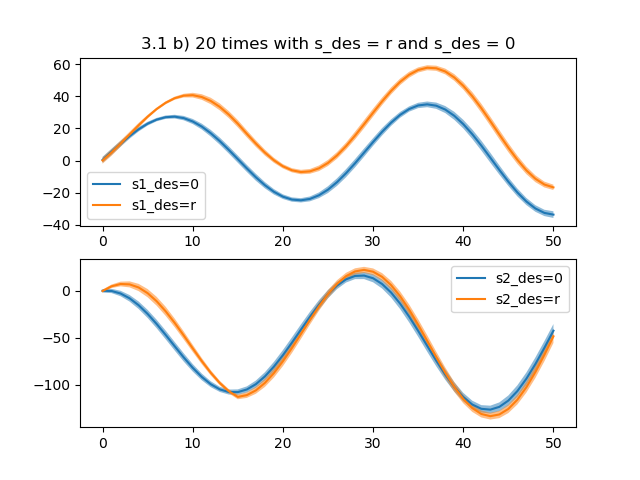 3.1 b) 20 times with s_des = r and s_des = 0
60
40
20
0
−20
−40
s1_des=0
s1_des=r
0 10 20 30 40 50
0
−50
−100
s2_des=0
s2_des=r
0 10 20 30 40 50